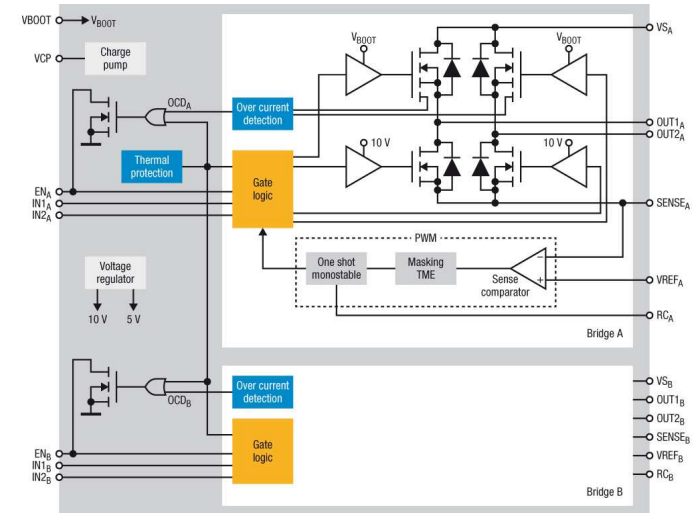 VBOOT
VBOOT
VCP
Charge
pump
VBOOT
VBOOT
VSA
OCDA
Over current
detection
OUT1A
OUT2A
10 V
10 V
Thermal
protection
Gate
logic
ENA
IN1A
IN2A
SENSEA
PWM
One shot
monostable
Masking
TME
Sense
comparator
−
+
VREFA
RCA
Voltage
regulator
10 V
5 V
Bridge A
OCDB
Over current
detection
VSB
OUT1B
OUT2B
SENSEB
VREFB
RCB
Gate
logic
ENB
IN1B
IN2B
Bridge B